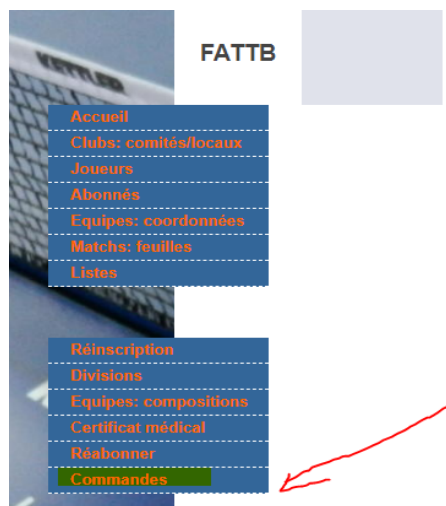 KETTLER
FATTB
Accueil
Clubs: comités/locaux
Joueurs
Abonnés
Equipes: coordonnées
Matchs: feuilles
Listes
Réinscription
Divisions
Equipes: compositions
Certificat médical
Réabonner
Commandes